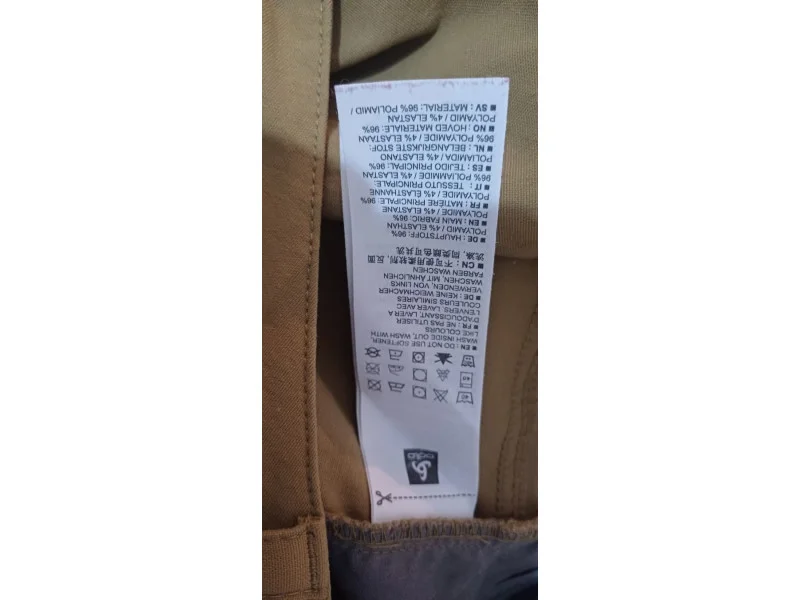 odlo
40
40
■ EN : DO NOT USE SOFTENER,
WASH INSIDE OUT, WASH WITH
LIKE COLOURS
■ FR : NE PAS UTILISER
D'ADOUCISSANT, LAVER A
L'ENVERS, LAVER AVEC
COULEURS SIMILAIRES
■ DE : KEINE WEICHMACHER
VERWENDEN, VON LINKS
WASCHEN, MIT ÄHNLICHEN
FARBEN WASCHEN
■ CN : 不可使用柔软剂, 反面
洗涤, 同类颜色可共洗
■ DE : HAUPTSTOFF: 96%
POLYAMID / 4% ELASTHAN
■ EN : MAIN FABRIC: 96%
POLYAMIDE / 4% ELASTANE
■ FR : MATIÈRE PRINCIPALE: 96%
POLYAMIDE / 4% ELASTHANNE
■ IT : TESSUTO PRINCIPALE:
96% POLIAMMIDE / 4% ELASTAN
■ ES : TEJIDO PRINCIPAL: 96%
POLIAMIDA / 4% ELASTANO
■ NL : BELANGRIJKSTE STOF:
96% POLYAMIDE / 4% ELASTAAN
■ NO : HOVED MATERIALE: 96%
POLYAMID / 4% ELASTAN
■ SV : MATERIAL: 96% POLIAMID /